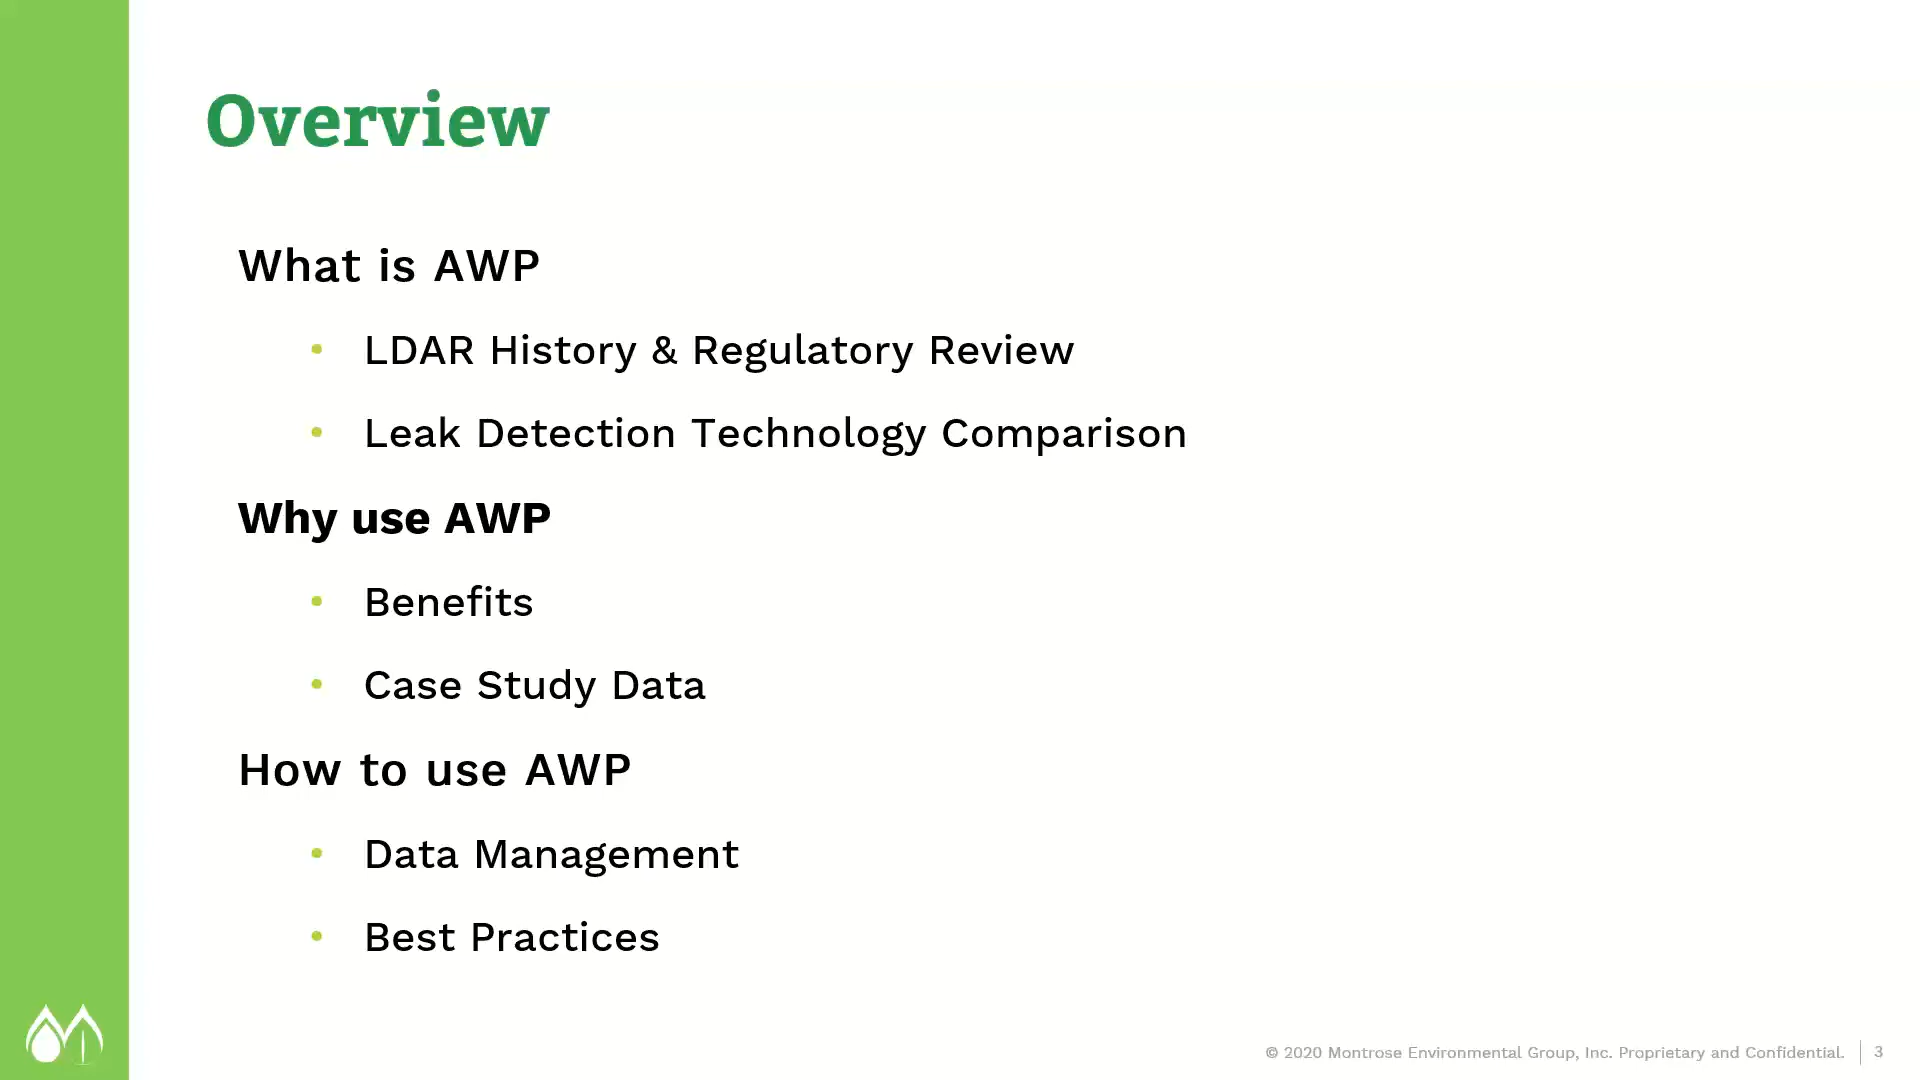 Overview
What is AWP
• LDAR History & Regulatory Review
• Leak Detection Technology Comparison
Why use AWP
• Benefits
• Case Study Data
How to use AWP
• Data Management
• Best Practices
© 2020 Montrose Environmental Group, Inc. Proprietary and Confidential. | 3